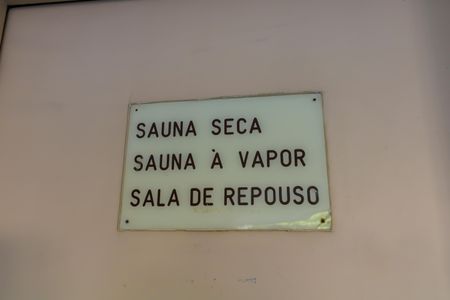 SAUNA SECA
SAUNA À VAPOR
SALA DE REPOUSO